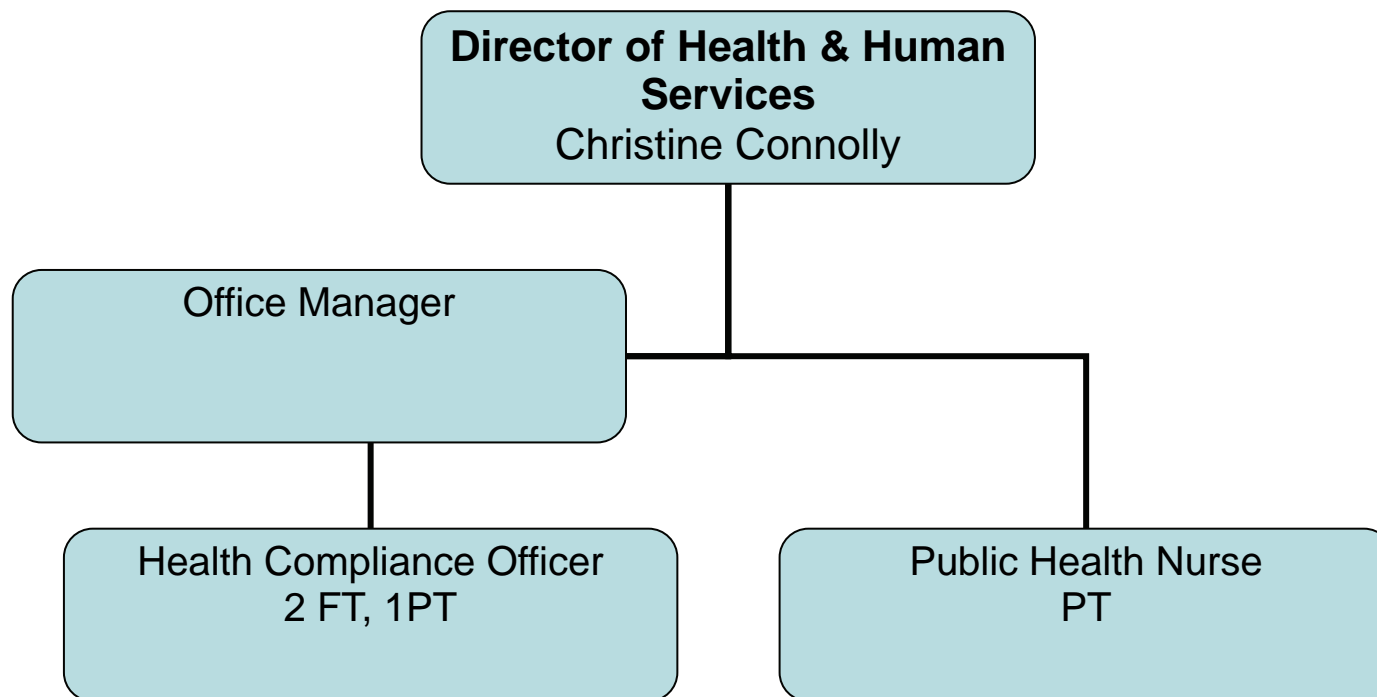 Director of Health & Human
Services
Christine Connolly
Office Manager
Health Compliance Officer
2 FT, 1PT
Public Health Nurse
PT